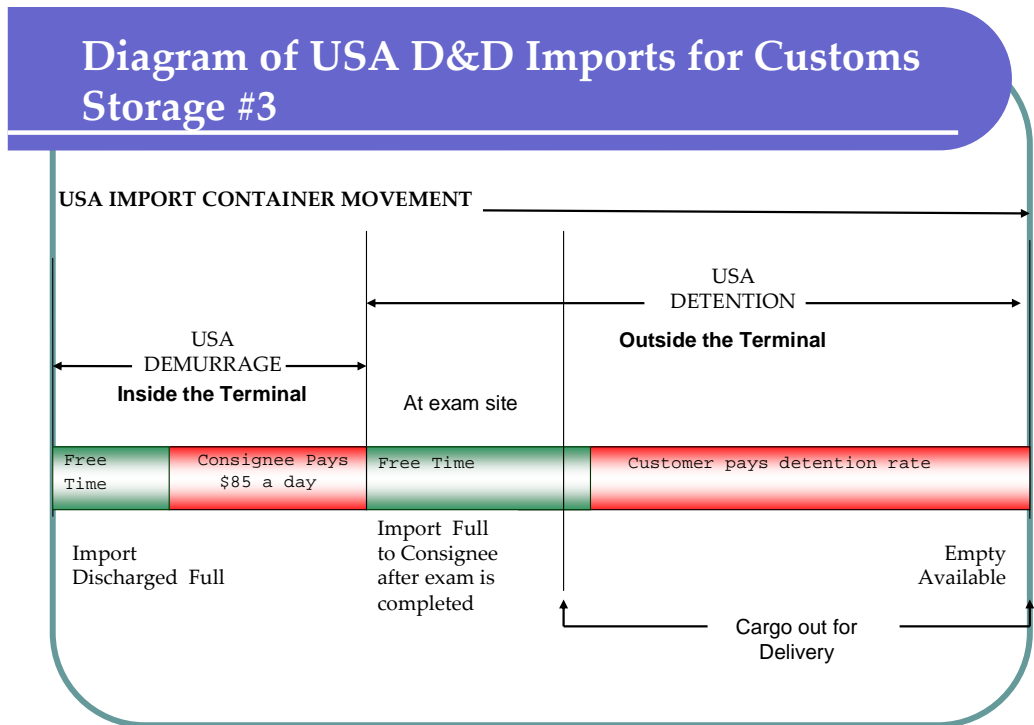 Diagram of USA D&D Imports for Customs
Storage #3
USA IMPORT CONTAINER MOVEMENT
USA
DETENTION
Outside the Terminal
USA
DEMURRAGE
Inside the Terminal
At exam site
Free
Time
Consignee Pays
$85 a day
Free Time
Customer pays detention rate
Import
Discharged Full
Import Full
to Consignee
after exam is
completed
Empty
Available
Cargo out for
Delivery